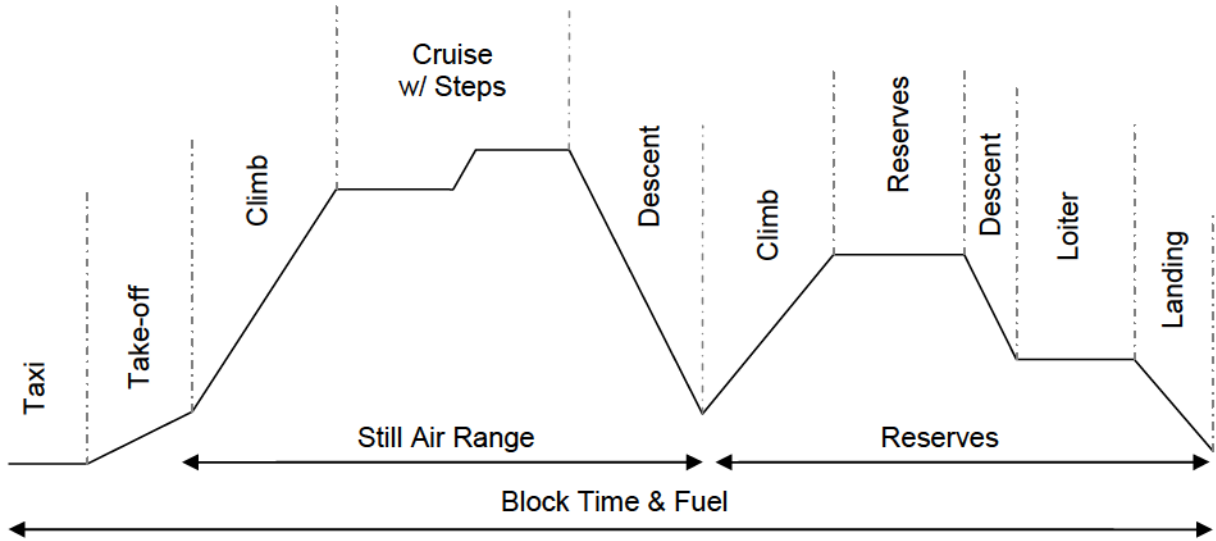 Taxi
Take-off
Climb
Cruise
w/ Steps
Descent
Climb
Reserves
Descent
Loiter
Landing
Still Air Range
Reserves
Block Time & Fuel